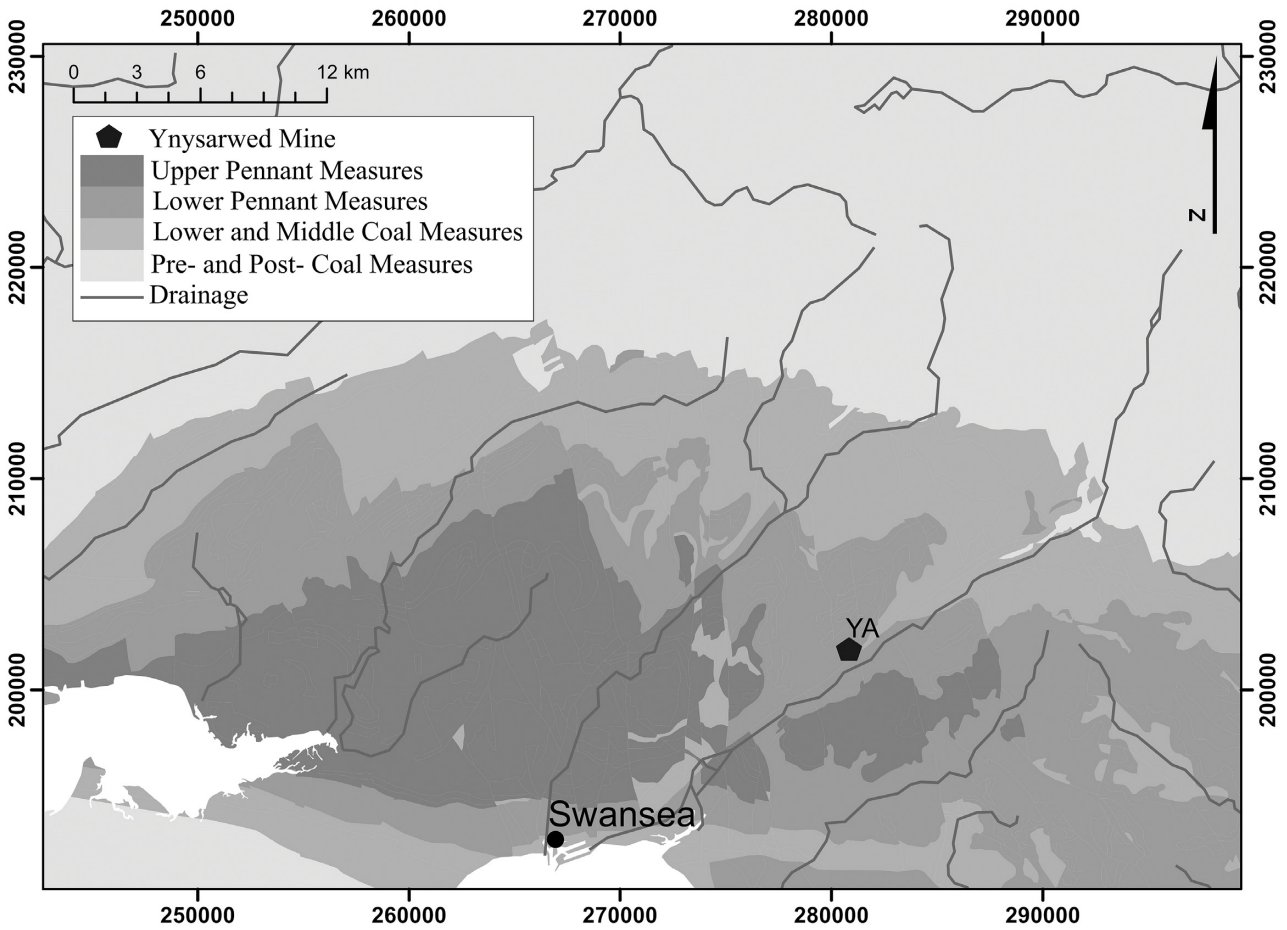 250000 260000 270000 280000 290000
230000 230000
0 3 6 12 km
Ynysarwed Mine
Upper Pennant Measures
Lower Pennant Measures
Lower and Middle Coal Measures
Pre- and Post- Coal Measures
Drainage
N
220000 220000
210000 210000
YA
200000 200000
Swansea
250000 260000 270000 280000 290000